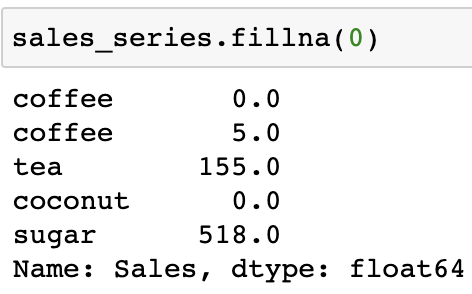 sales_series.fillna(0)
coffee      0.0
coffee      5.0
tea       155.0
coconut     0.0
sugar     518.0
Name: Sales, dtype: float64